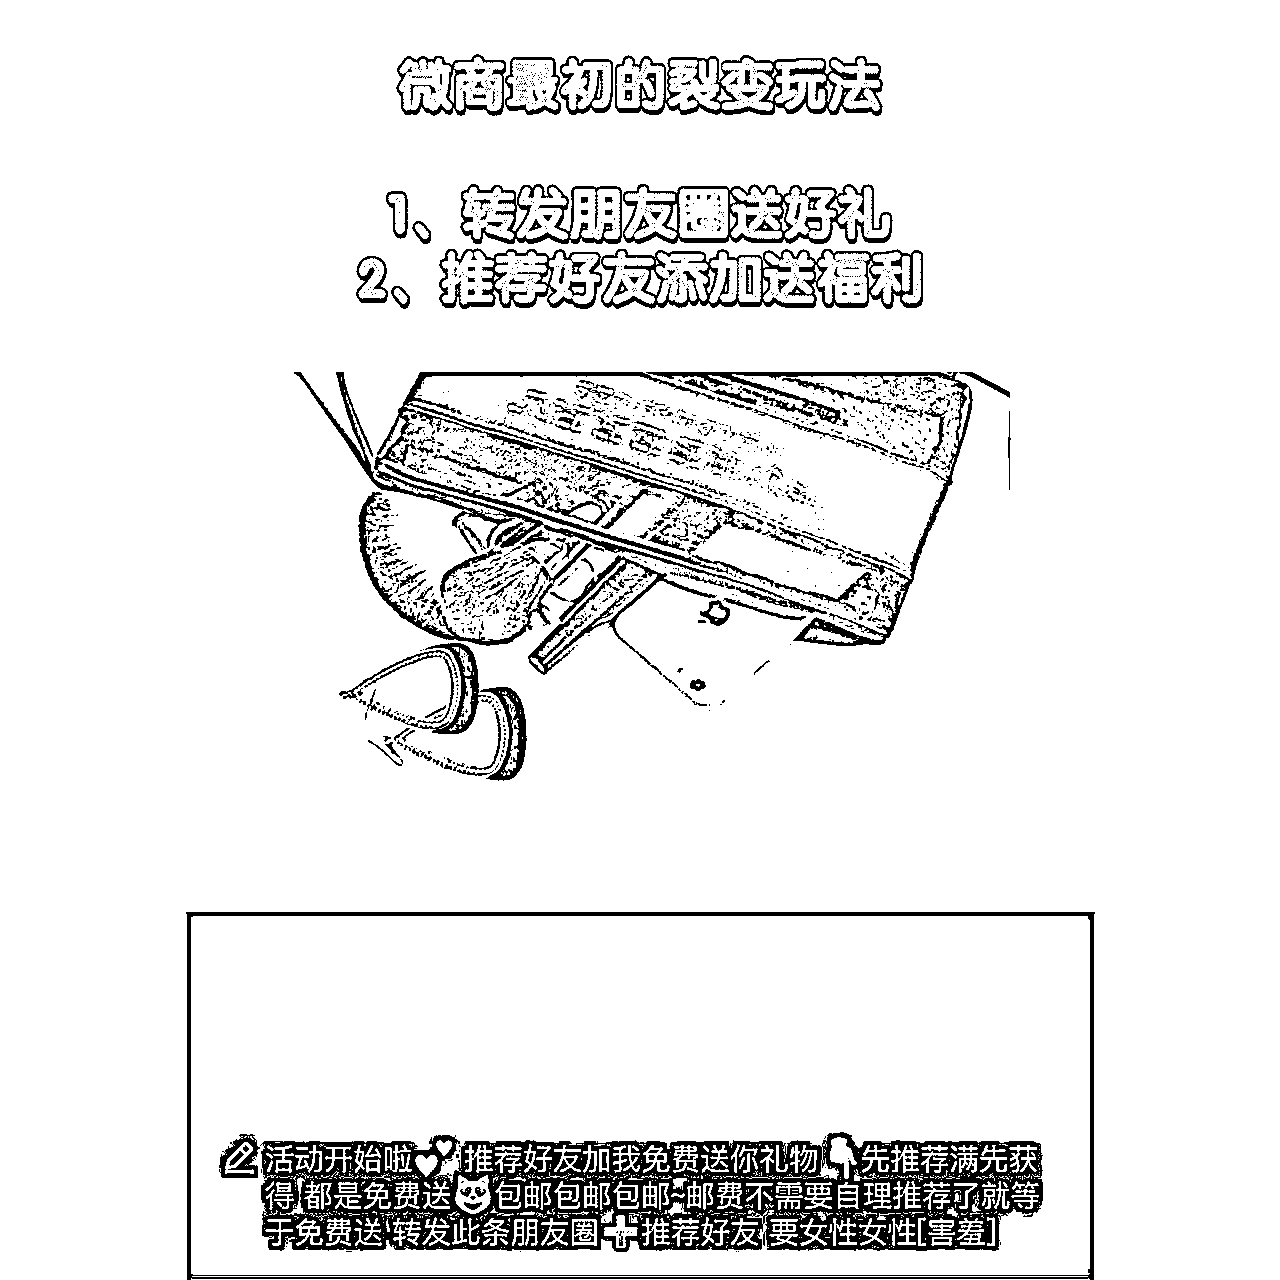 微商最初的裂变玩法
1、转发朋友圈送好礼
2、推荐好友添加送福利
活动开始啦💕 推荐好友加我免费送你礼物 👇先推荐满先获
得 都是免费送😺包邮包邮包邮~邮费不需要自理推荐了就等
于免费送 转发此条朋友圈➕推荐好友 要女性女性[害羞]